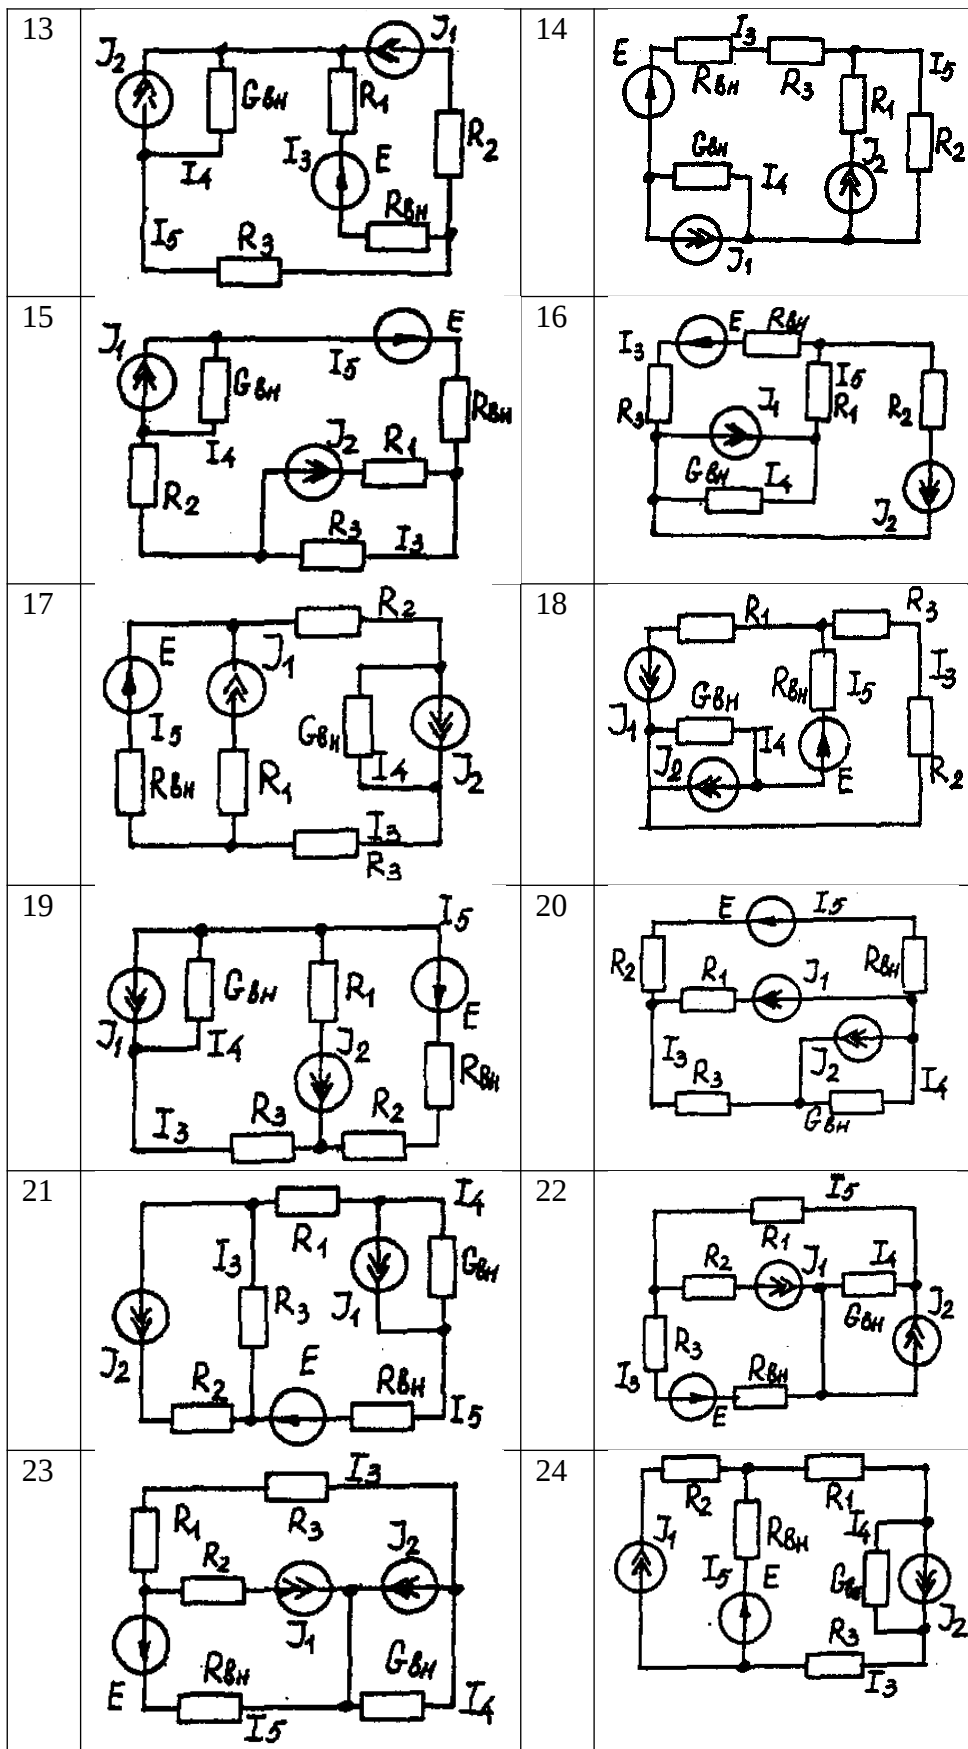 13
J₂
Gвн
R₁
J₁
I₄
I₃
E
R₂
Rвн
I₅
R₃
14
E
I₃
Rвн
R₃
I₅
R₁
R₂
Gвн
I₄
J₂
J₁
15
J₁
Gвн
I₅
E
Rвн
I₄
J₂
R₁
R₂
R₃
I₃
16
I₃
E
Rвн
I₅
R₃
J₁
R₁
R₂
Gвн
I₄
J₂
17
R₂
E
J₁
I₅
Gвн
Rвн
R₁
I₄
J₂
I₃
R₃
18
R₁
R₃
Rвн
I₅
I₃
Gвн
J₁
I₄
J₂
E
R₂
19
I₅
Gвн
R₁
E
J₁
I₄
J₂
Rвн
I₃
R₃
R₂
20
E
I₅
R₂
R₁
J₁
Rвн
I₃
J₂
R₃
I₄
Gвн
21
I₄
R₁
I₃
Gвн
R₃
J₁
J₂
R₂
E
Rвн
I₅
22
I₅
R₁
R₂
J₁
I₄
Gвн
J₂
R₃
I₃
Rвн
E
23
I₃
R₁
R₃
R₂
J₂
J₁
Rвн
Gвн
E
I₅
I₄
24
R₂
R₁
J₁
Rвн
I₄
I₅
E
Gвн
J₂
R₃
I₃